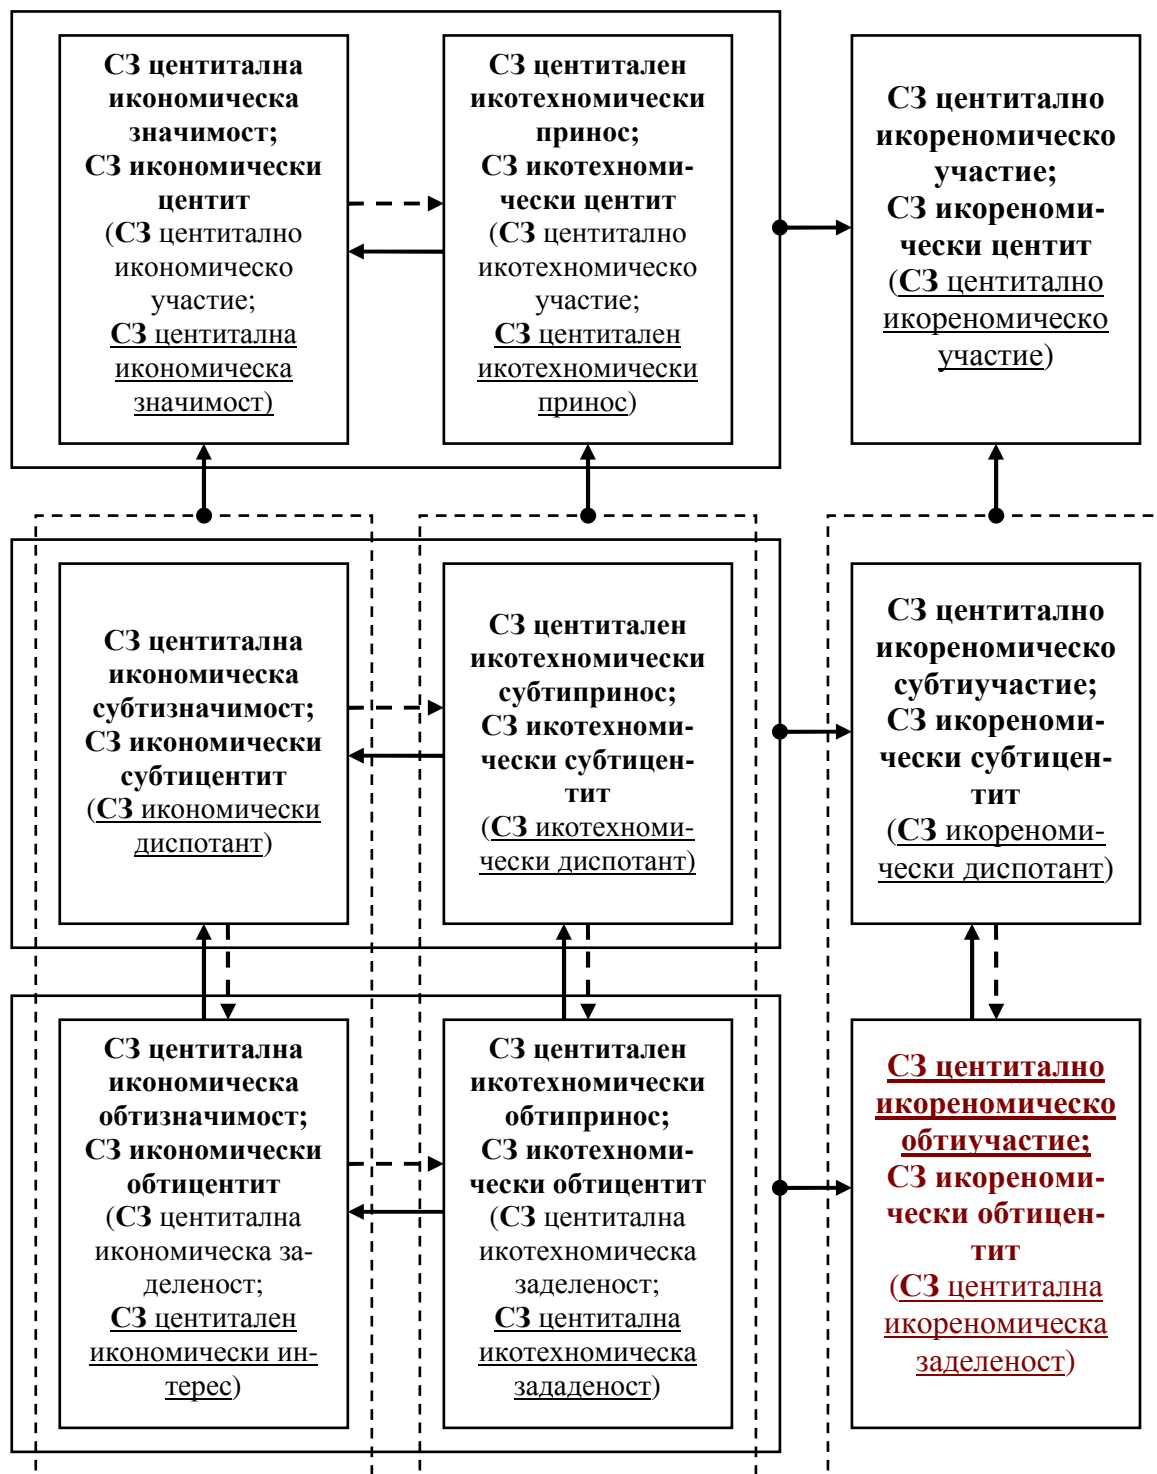 СЗ центитална
икономическа
значимост;
СЗ икономически
центит
(СЗ центитално
икономическо
участие;
СЗ центитална
икономическа
значимост)
СЗ центитален
икотехномически
принос;
СЗ икотехноми-
чески центит
(СЗ центитално
икотехномическо
участие;
СЗ центитален
икотехномически
принос)
СЗ центитално
икореномическо
участие;
СЗ икореноми-
чески центит
(СЗ центитално
икореномическо
участие)
СЗ центитална
икономическа
субтизначимост;
СЗ икономически
субтицентит
(СЗ икономически
диспотант)
СЗ центитален
икотехномически
субтипринос;
СЗ икотехноми-
чески субтицен-
тит
(СЗ икотехноми-
чески диспотант)
СЗ центитално
икореномическо
субтиучастие;
СЗ икореноми-
чески субтицен-
тит
(СЗ икореноми-
чески диспотант)
СЗ центитална
икономическа
обтизначимост;
СЗ икономически
обтицентит
(СЗ центитална
икономическа за-
деленост;
СЗ центитален
икономически ин-
терес)
СЗ центитален
икотехномически
обтипринос;
СЗ икотехноми-
чески обтицентит
(СЗ центитална
икотехномическа
заделеност;
СЗ центитална
икотехномическа
зададеност)
СЗ центитално
икореномическо
обтиучастие;
СЗ икореноми-
чески обтицен-
тит
(СЗ центитална
икореномическа
заделеност)